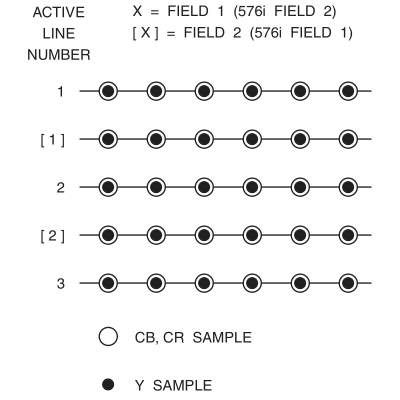 ACTIVE
LINE
NUMBER
X = FIELD 1 (576i FIELD 2)
[ X ] = FIELD 2 (576i FIELD 1)
1
[ 1 ]
2
[ 2 ]
3
CB, CR SAMPLE
Y SAMPLE